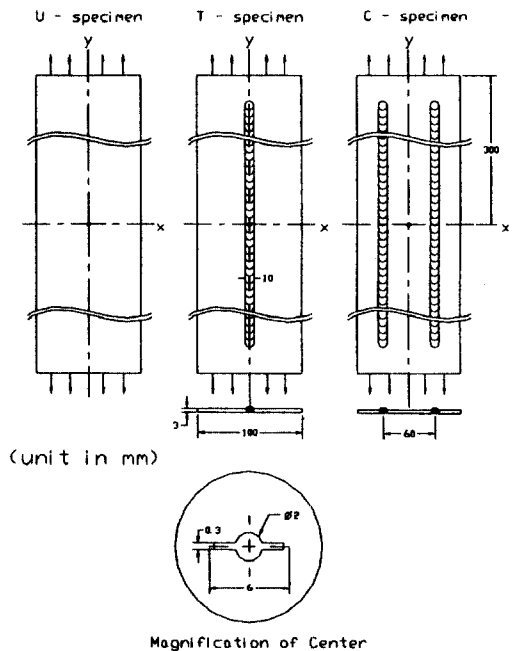 U - specimen T - specimen C - specimen
y y y
300
x x x
10
3
100
60
(unit in mm)
0.3
Ø2
6
Magnification of Center